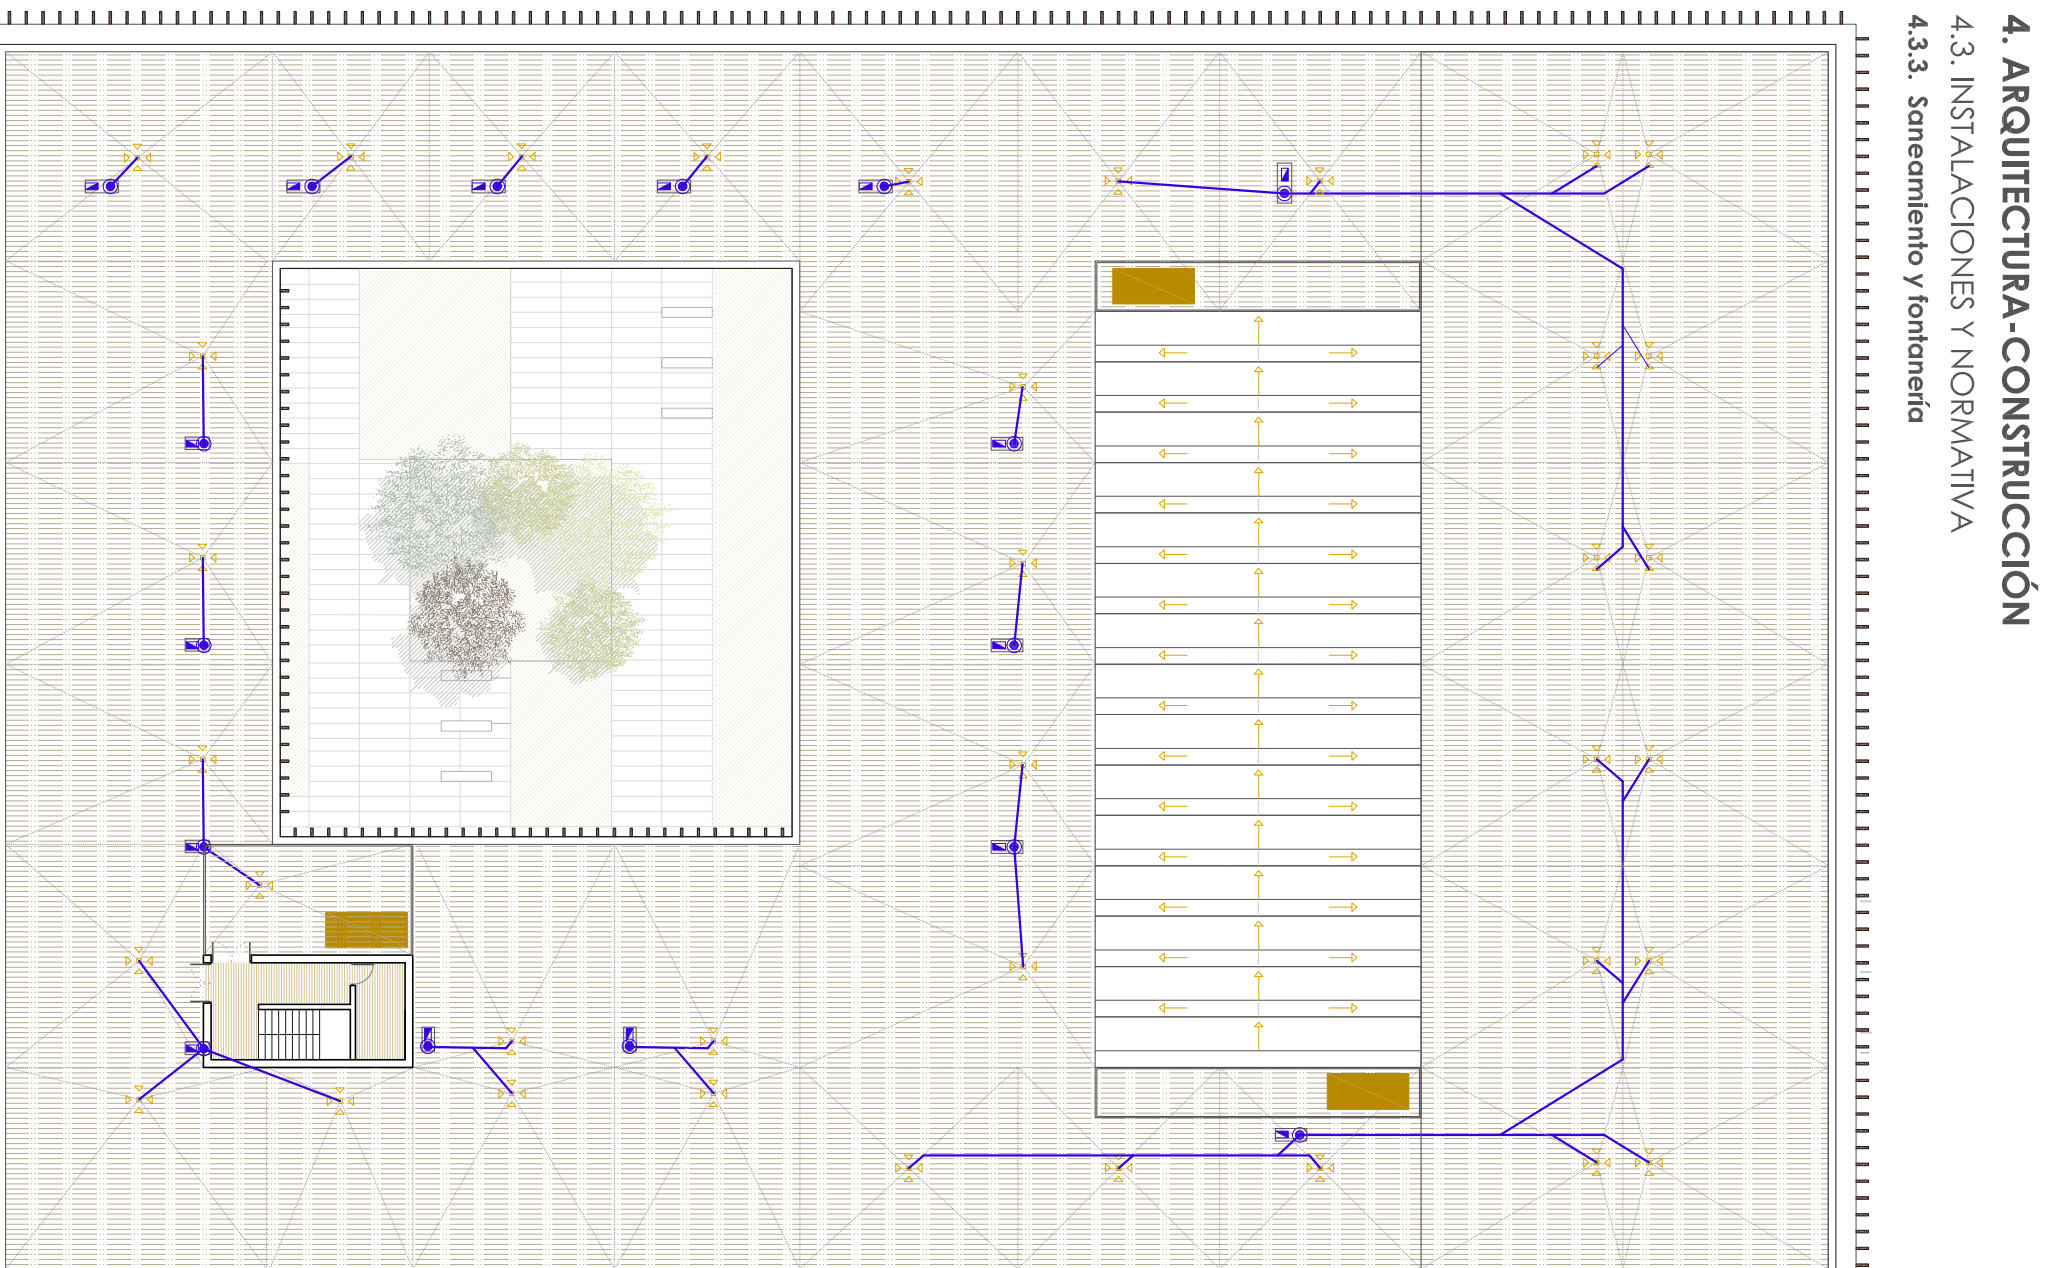 4. ARQUITECTURA-CONSTRUCCIÓN
4.3. INSTALACIONES Y NORMATIVA
4.3.3. Saneamiento y fontanería